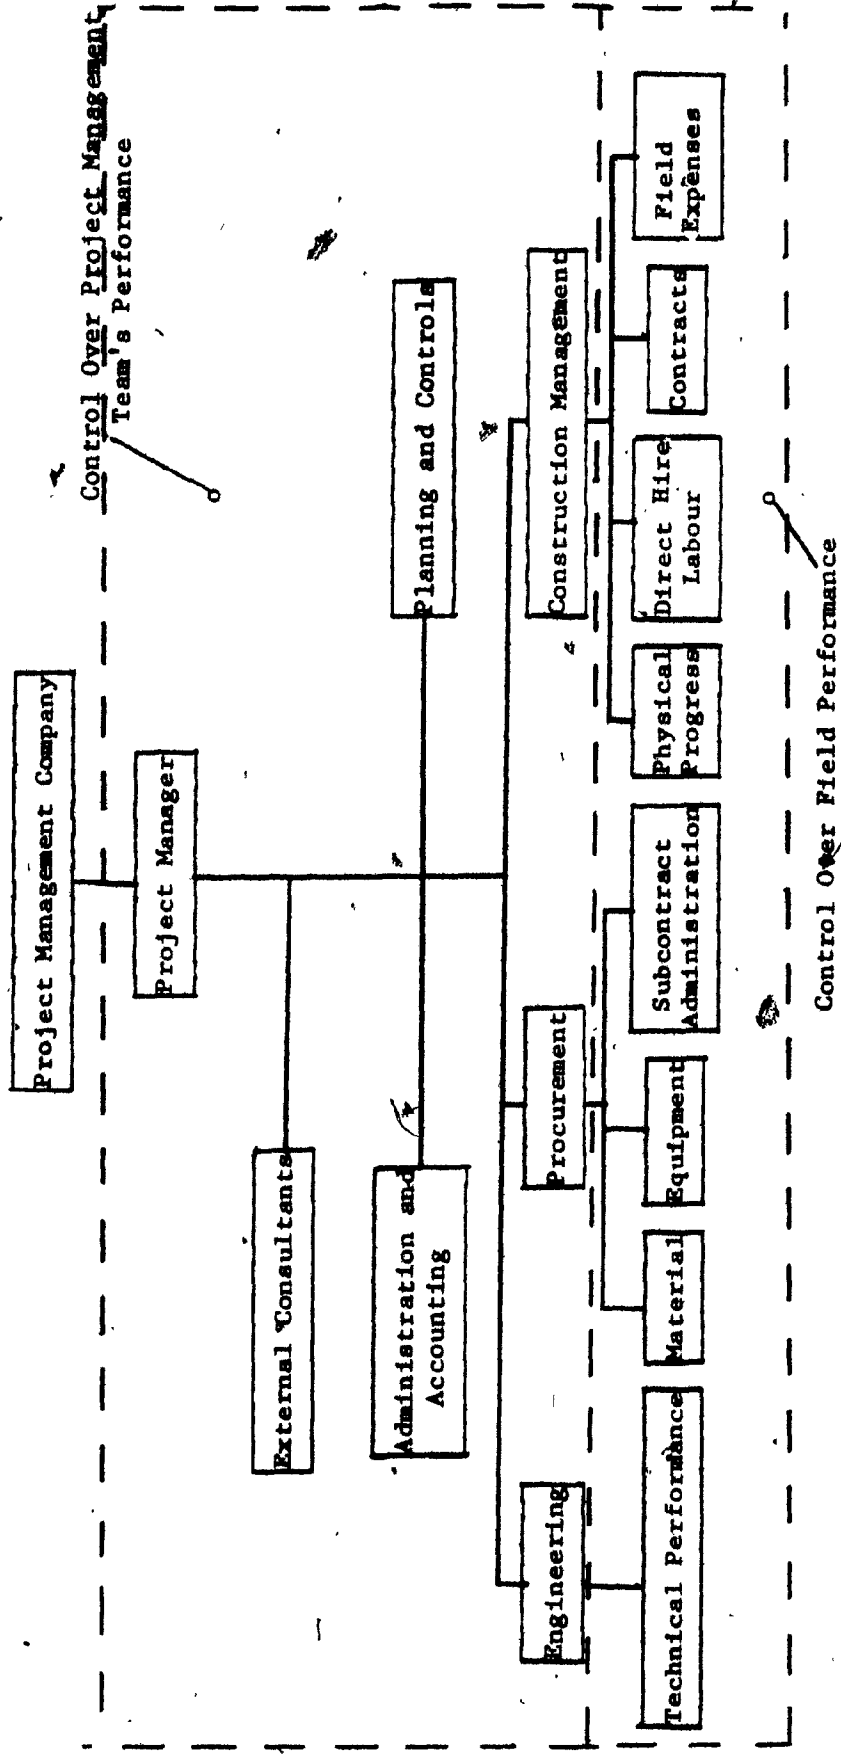 Project Management Company
Control Over Project Management
Team's Performance
Project Manager
External Consultants
Administration and
Accounting
Planning and Controls
Engineering
Procurement
Construction Management
Technical Performance
Material
Equipment
Subcontract
Administration
Physical
Progress
Direct Hire
Labour
Contracts
Field
Expenses
Control Over Field Performance